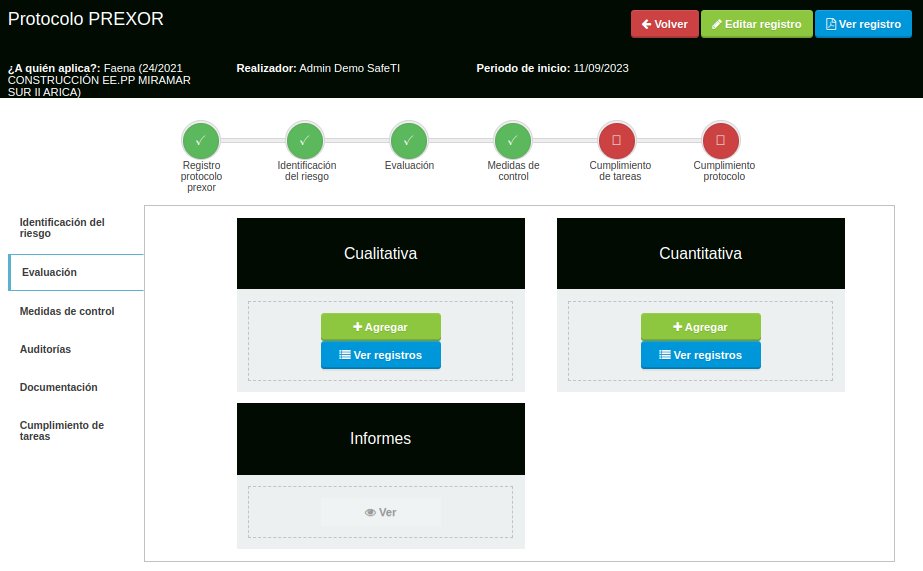 Protocolo PREXOR
Volver
Editar registro
Ver registro
¿A quién aplica?: Faena (24/2021
CONSTRUCCIÓN EE.PP MIRAMAR
SUR II ARICA)
Realizador: Admin Demo SafeTI
Periodo de inicio: 11/09/2023
Registro
protocolo
prexor
Identificación
del riesgo
Evaluación
Medidas de
control
Cumplimiento
de tareas
Cumplimiento
protocolo
Identificación del
riesgo
Evaluación
Medidas de control
Auditorías
Documentación
Cumplimiento de
tareas
Cualitativa
Agregar
Ver registros
Cuantitativa
Agregar
Ver registros
Informes
Ver